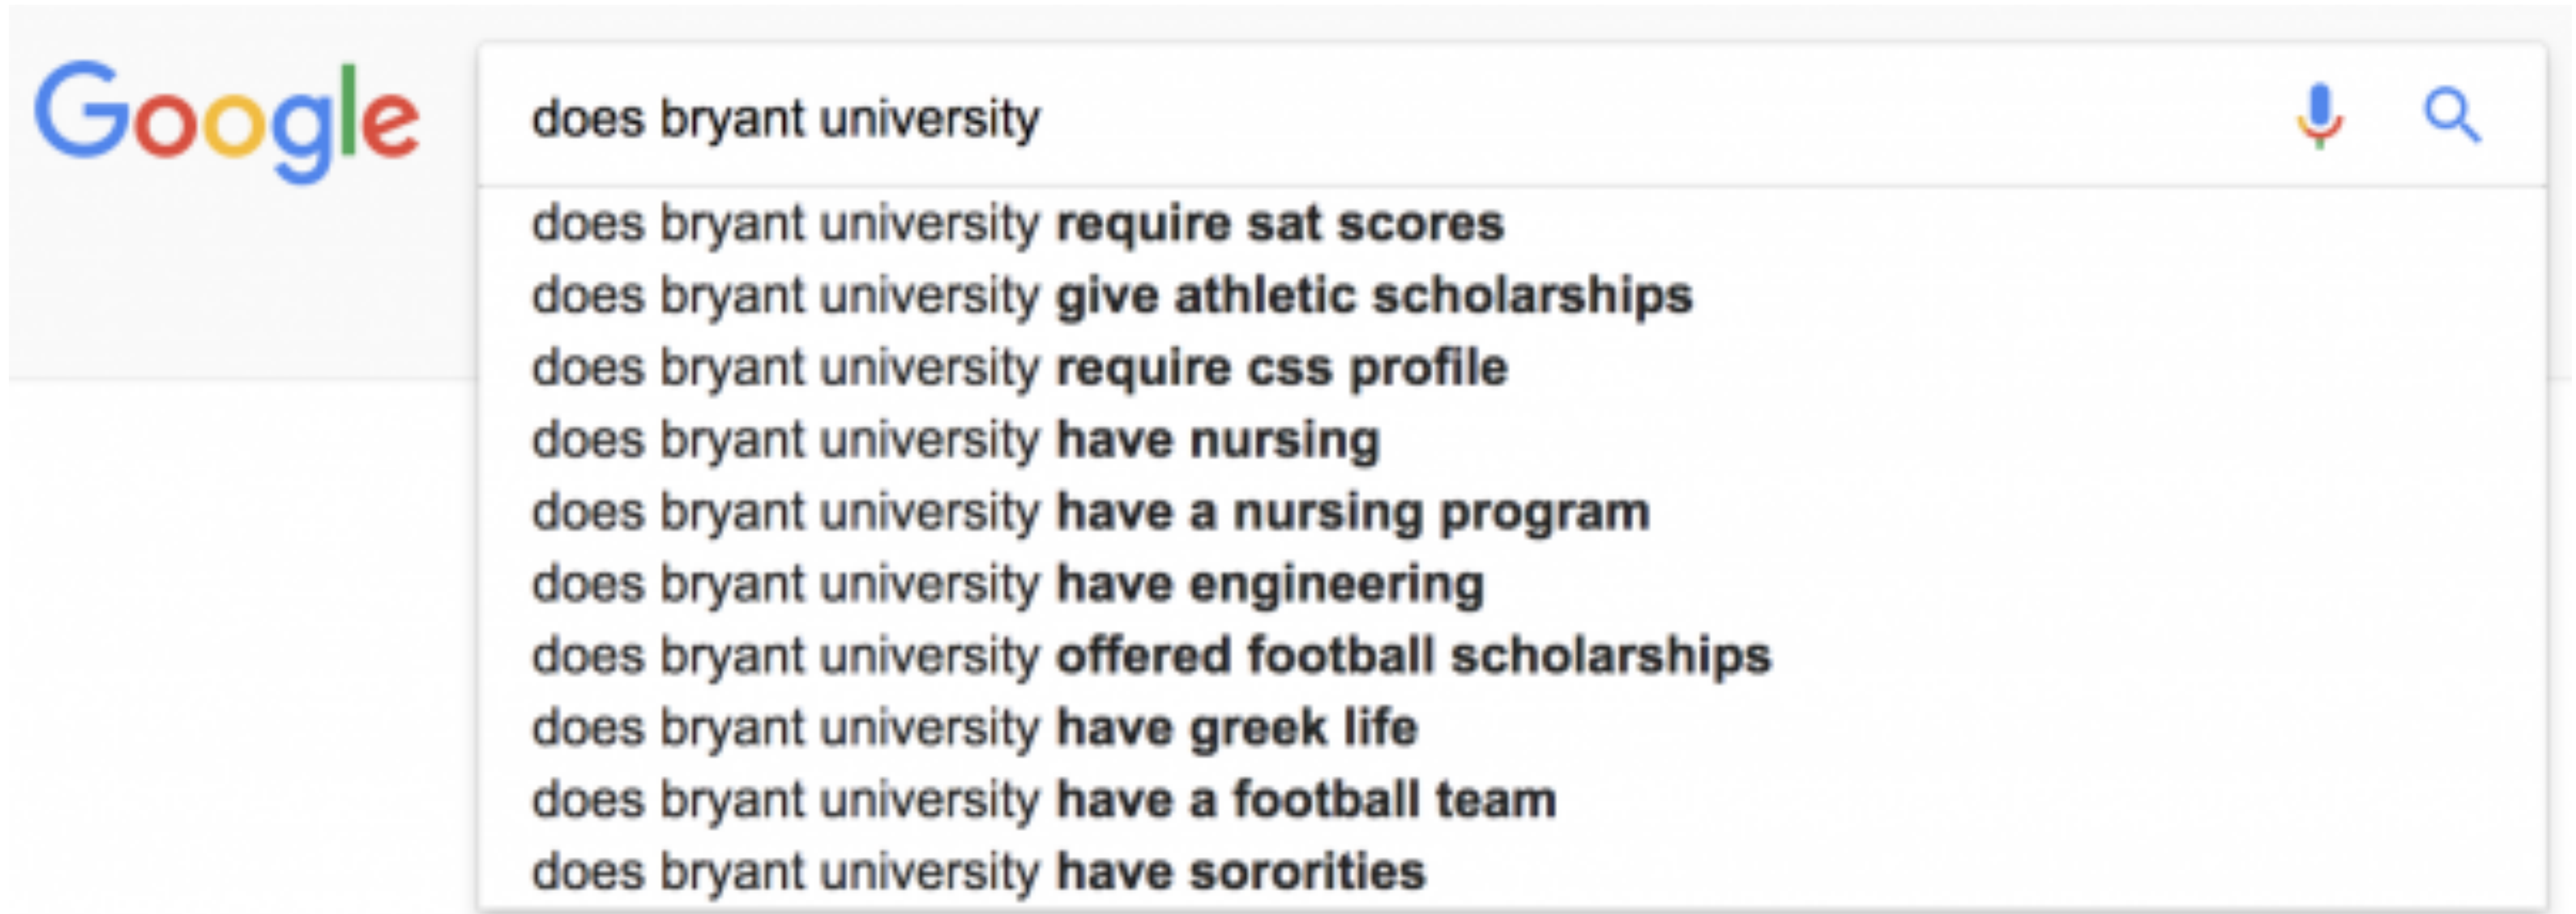 Google
does bryant university
does bryant university require sat scores
does bryant university give athletic scholarships
does bryant university require css profile
does bryant university have nursing
does bryant university have a nursing program
does bryant university have engineering
does bryant university offered football scholarships
does bryant university have greek life
does bryant university have a football team
does bryant university have sororities